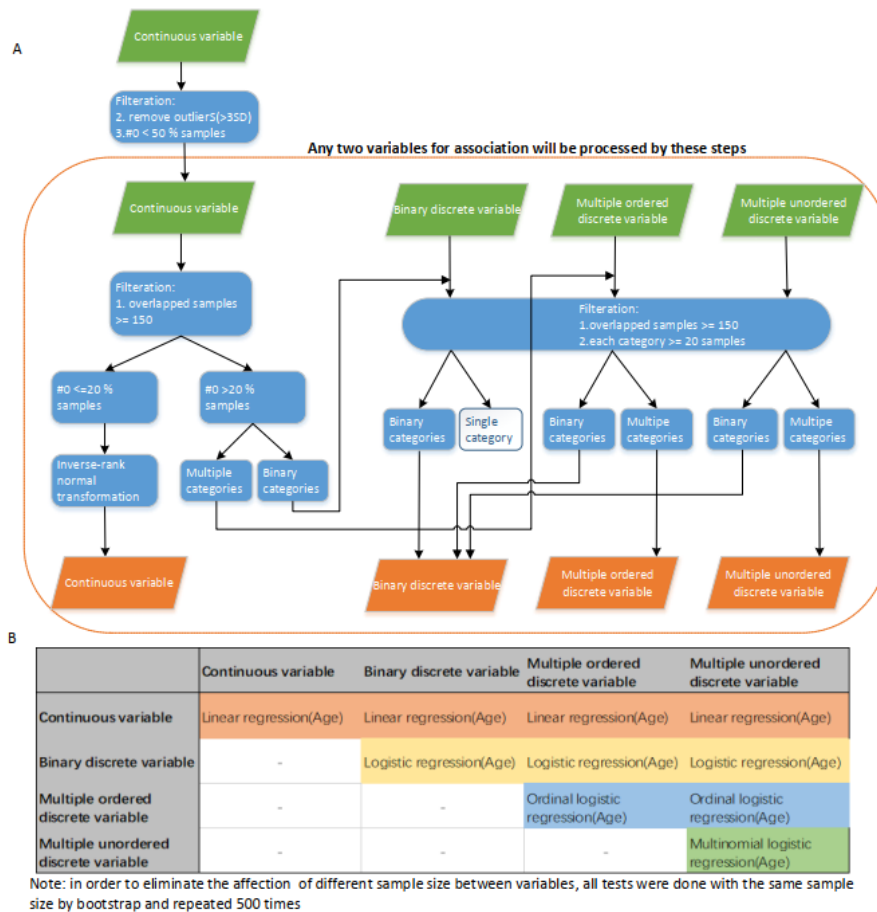 A
Continuous variable
Filteration:
2. remove outlierS(>3SD)
3.#0 < 50 % samples
Any two variables for association will be processed by these steps
Continuous variable
Binary discrete variable
Multiple ordered
discrete variable
Multiple unordered
discrete variable
Filteration:
1. overlapped samples
>= 150
Filteration:
1.overlapped samples >= 150
2.each category >= 20 samples
#0 <=20 %
samples
#0 >20 %
samples
Binary
categories
Single
category
Binary
categories
Multipe
categories
Binary
categories
Multipe
categories
Inverse-rank
normal
transformation
Multiple
categories
Binary
categories
Continuous variable
Binary discrete variable
Multiple ordered
discrete variable
Multiple unordered
discrete variable
B
Continuous variable
Binary discrete variable
Multiple ordered
discrete variable
Multiple unordered
discrete variable
Continuous variable
Linear regression(Age)
Linear regression(Age)
Linear regression(Age)
Linear regression(Age)
Binary discrete variable
-
Logistic regression(Age)
Logistic regression(Age)
Logistic regression(Age)
Multiple ordered
discrete variable
-
-
Ordinal logistic
regression(Age)
Ordinal logistic
regression(Age)
Multiple unordered
discrete variable
-
-
-
Multinomial logistic
regression(Age)
Note: in order to eliminate the affection of different sample size between variables, all tests were done with the same sample
size by bootstrap and repeated 500 times